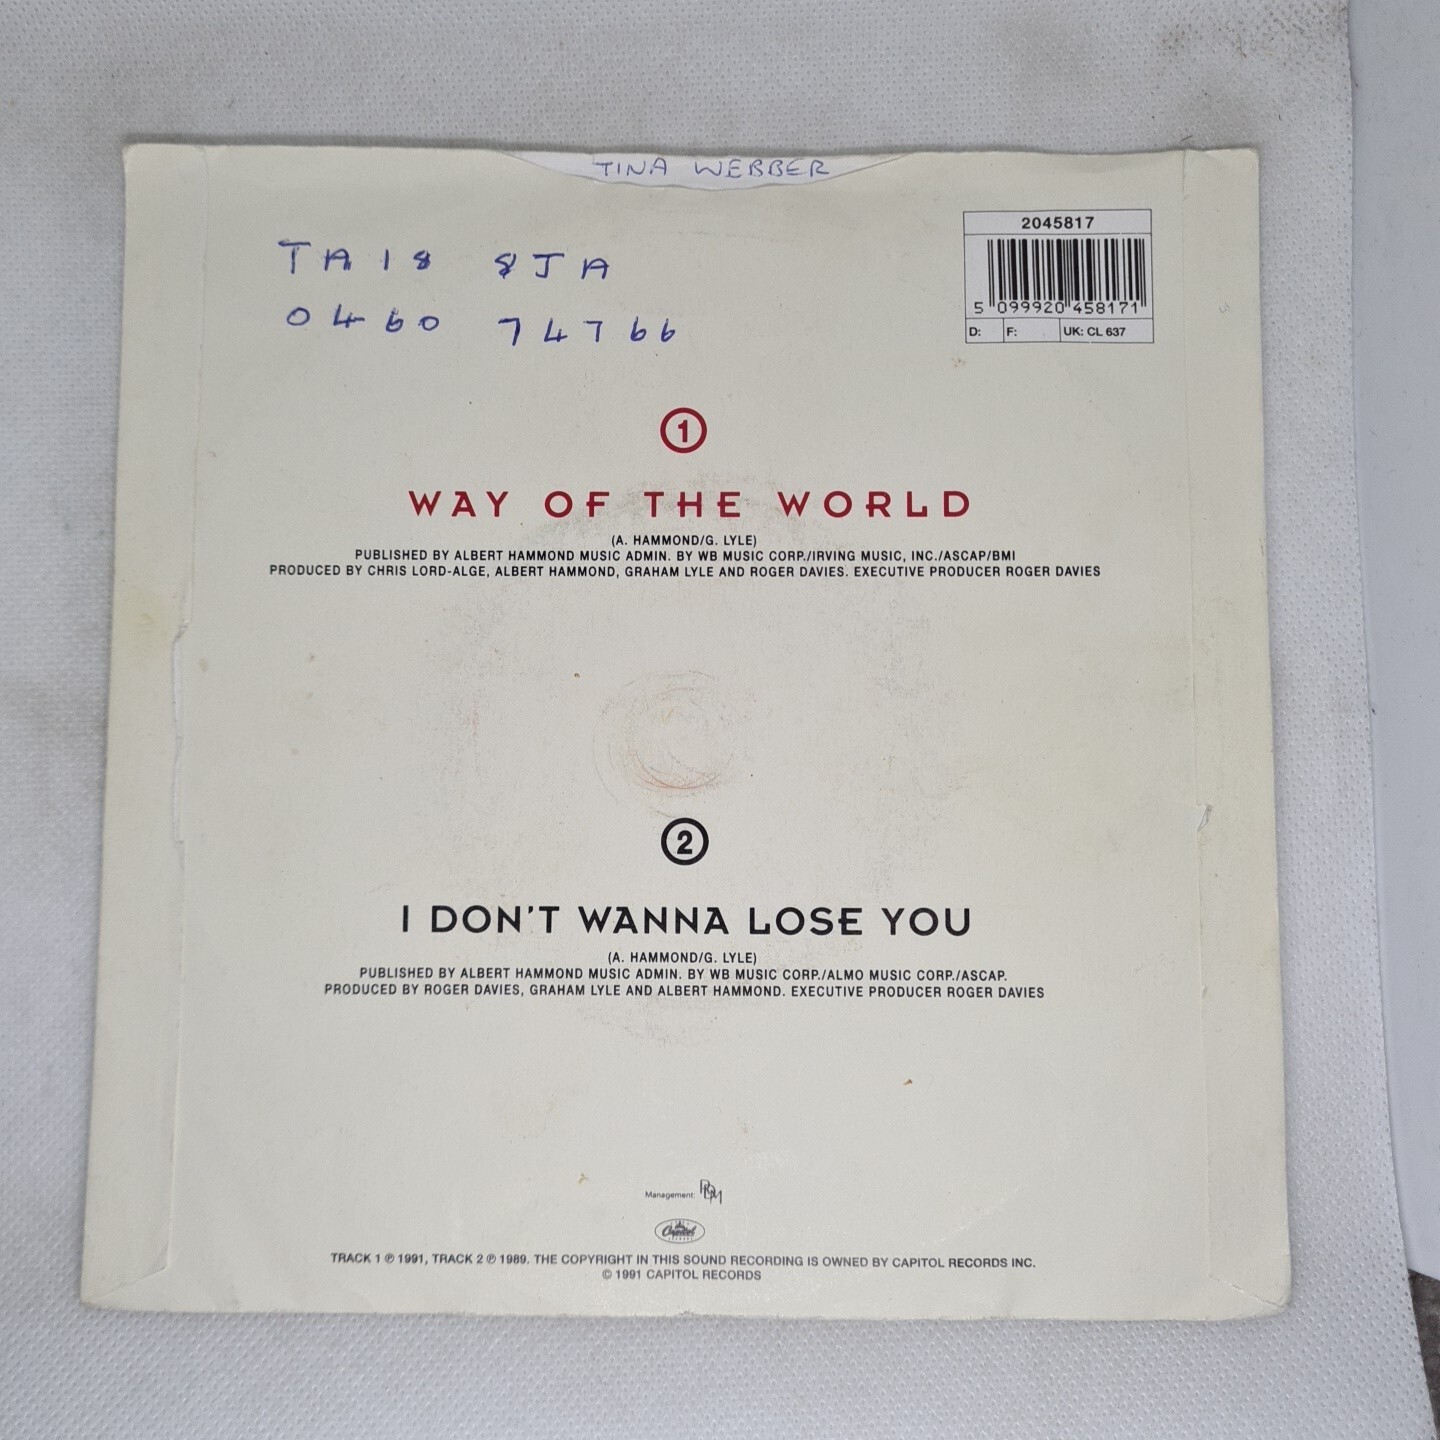 TINA WEBBER
TA18 8JA
0460 74766
2045817
5 099920 458171
D: F: UK: CL 637
1
WAY OF THE WORLD
(A. HAMMOND/G. LYLE)
PUBLISHED BY ALBERT HAMMOND MUSIC ADMIN. BY WB MUSIC CORP./IRVING MUSIC, INC./ASCAP/BMI
PRODUCED BY CHRIS LORD-ALGE, ALBERT HAMMOND, GRAHAM LYLE AND ROGER DAVIES. EXECUTIVE PRODUCER ROGER DAVIES
2
I DON'T WANNA LOSE YOU
(A. HAMMOND/G. LYLE)
PUBLISHED BY ALBERT HAMMOND MUSIC ADMIN. BY WB MUSIC CORP./ALMO MUSIC CORP./ASCAP.
PRODUCED BY ROGER DAVIES, GRAHAM LYLE AND ALBERT HAMMOND. EXECUTIVE PRODUCER ROGER DAVIES
Management: RDM
Capitol
TRACK 1 ℗ 1991, TRACK 2 ℗ 1989. THE COPYRIGHT IN THIS SOUND RECORDING IS OWNED BY CAPITOL RECORDS INC.
© 1991 CAPITOL RECORDS